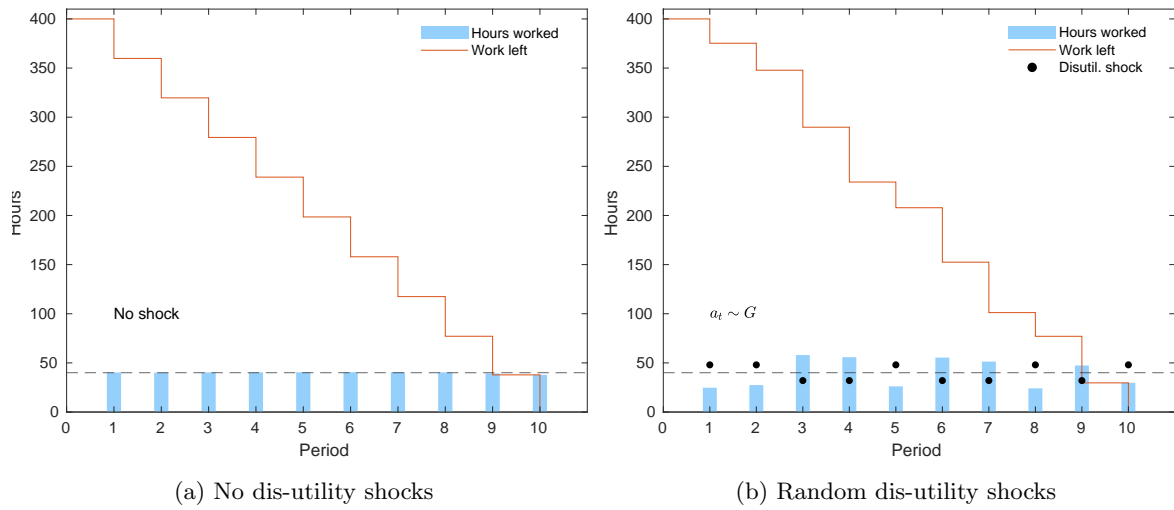 400
350
300
250
200
150
100
50
0
Hours
Hours worked
Work left
No shock
0 1 2 3 4 5 6 7 8 9 10
Period
(a) No dis-utility shocks
400
350
300
250
200
150
100
50
0
Hours
Hours worked
Work left
Disutil. shock
a_t ∼ G
0 1 2 3 4 5 6 7 8 9 10
Period
(b) Random dis-utility shocks